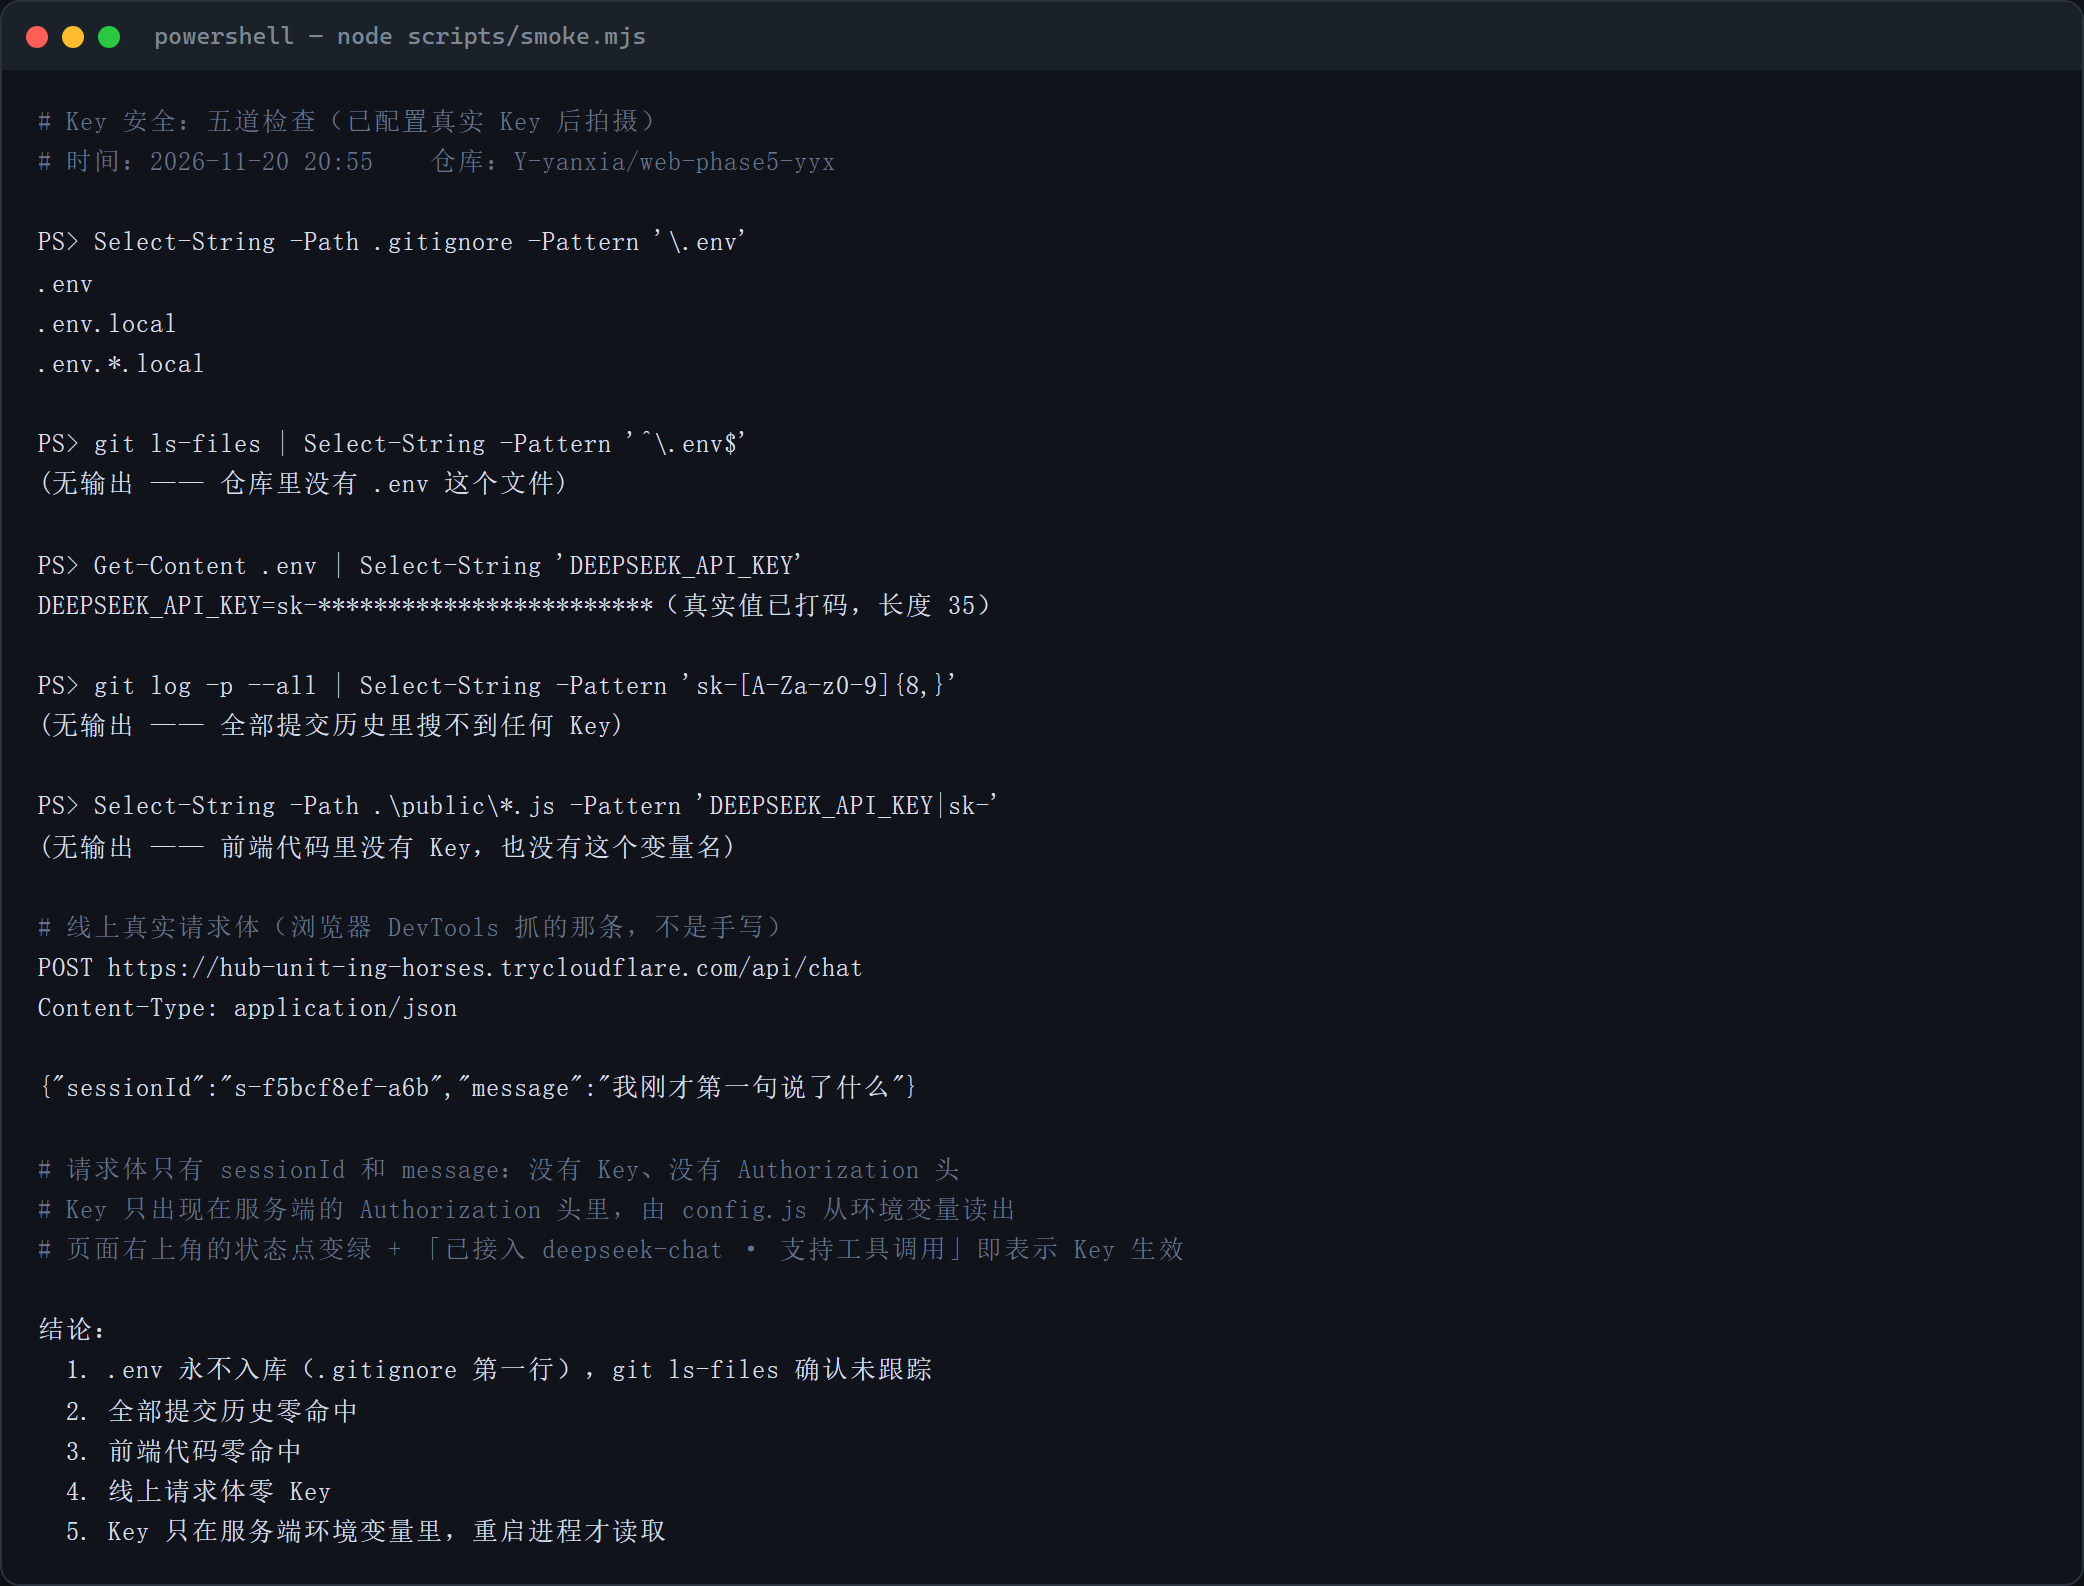 powershell — node scripts/smoke.mjs
# Key 安全：五道检查（已配置真实 Key 后拍摄）
# 时间：2026-11-20 20:55    仓库：Y-yanxia/web-phase5-yyx
PS> Select-String -Path .gitignore -Pattern '\.env'
.env
.env.local
.env.*.local
PS> git ls-files | Select-String -Pattern '^\.env$'
(无输出 —— 仓库里没有 .env 这个文件)
PS> Get-Content .env | Select-String 'DEEPSEEK_API_KEY'
DEEPSEEK_API_KEY=sk-************************（真实值已打码，长度 35）
PS> git log -p --all | Select-String -Pattern 'sk-[A-Za-z0-9]{8,}'
(无输出 —— 全部提交历史里搜不到任何 Key)
PS> Select-String -Path .\public\*.js -Pattern 'DEEPSEEK_API_KEY|sk-'
(无输出 —— 前端代码里没有 Key，也没有这个变量名)
# 线上真实请求体（浏览器 DevTools 抓的那条，不是手写）
POST https://hub-unit-ing-horses.trycloudflare.com/api/chat
Content-Type: application/json
{"sessionId":"s-f5bcf8ef-a6b","message":"我刚才第一句说了什么"}
# 请求体只有 sessionId 和 message：没有 Key、没有 Authorization 头
# Key 只出现在服务端的 Authorization 头里，由 config.js 从环境变量读出
# 页面右上角的状态点变绿 + 「已接入 deepseek-chat · 支持工具调用」即表示 Key 生效
结论：
1. .env 永不入库（.gitignore 第一行），git ls-files 确认未跟踪
2. 全部提交历史零命中
3. 前端代码零命中
4. 线上请求体零 Key
5. Key 只在服务端环境变量里，重启进程才读取